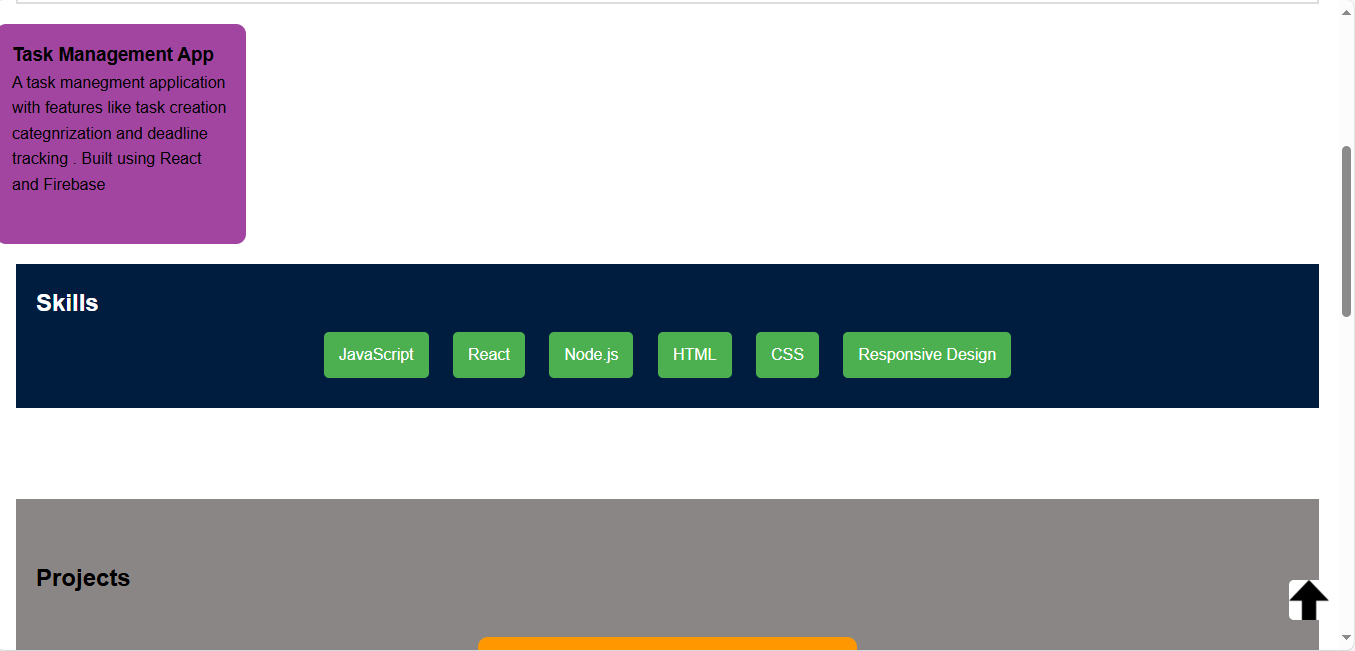 Task Management App
A task manegment application
with features like task creation
categnrization and deadline
tracking . Built using React
and Firebase
Skills
JavaScript React Node.js HTML CSS Responsive Design
Projects